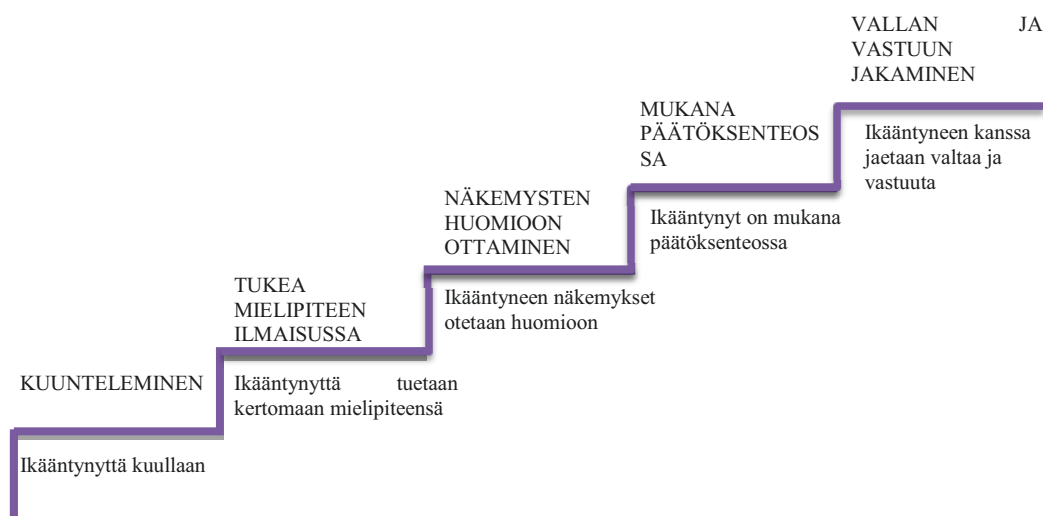 KUUNTELEMINEN
Ikääntynyttä kuullaan
TUKEA
MIELIPITEEN
ILMAISUSSA
Ikääntynyttä tuetaan
kertomaan mielipiteensä
NÄKEMYSTEN
HUOMIOON
OTTAMINEN
Ikääntyneen näkemykset
otetaan huomioon
MUKANA
PÄÄTÖKSENTEOS
SA
Ikääntynyt on mukana
päätöksenteossa
VALLAN JA
VASTUUN
JAKAMINEN
Ikääntyneen kanssa
jaetaan valtaa ja
vastuuta